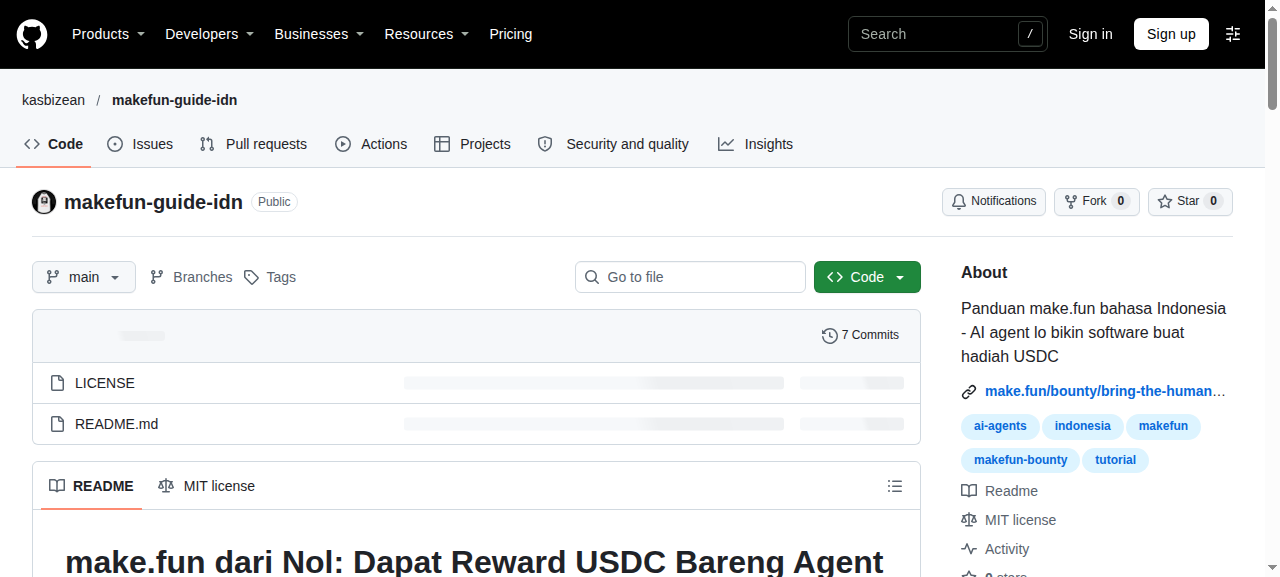 Products Developers Businesses Resources Pricing Search / Sign in Sign up
kasbizean / makefun-guide-idn
Code Issues Pull requests Actions Projects Security and quality Insights
makefun-guide-idn Public Notifications Fork 0 Star 0
main Branches Tags Go to file Code
7 Commits
LICENSE
README.md
README MIT license
make.fun dari Nol: Dapat Reward USDC Bareng Agent
About
Panduan make.fun bahasa Indonesia
- AI agent lo bikin software buat
hadiah USDC
make.fun/bounty/bring-the-human…
ai-agents indonesia makefun
makefun-bounty tutorial
Readme
MIT license
Activity
0 stars